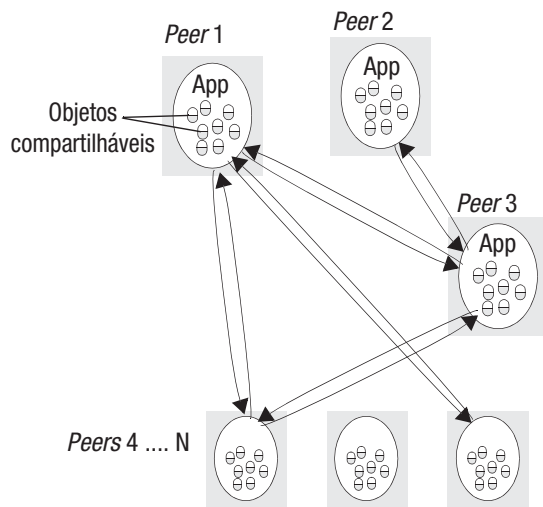 Peer 1
Peer 2
App
App
Objetos
compartilháveis
Peer 3
App
Peers 4 .... N